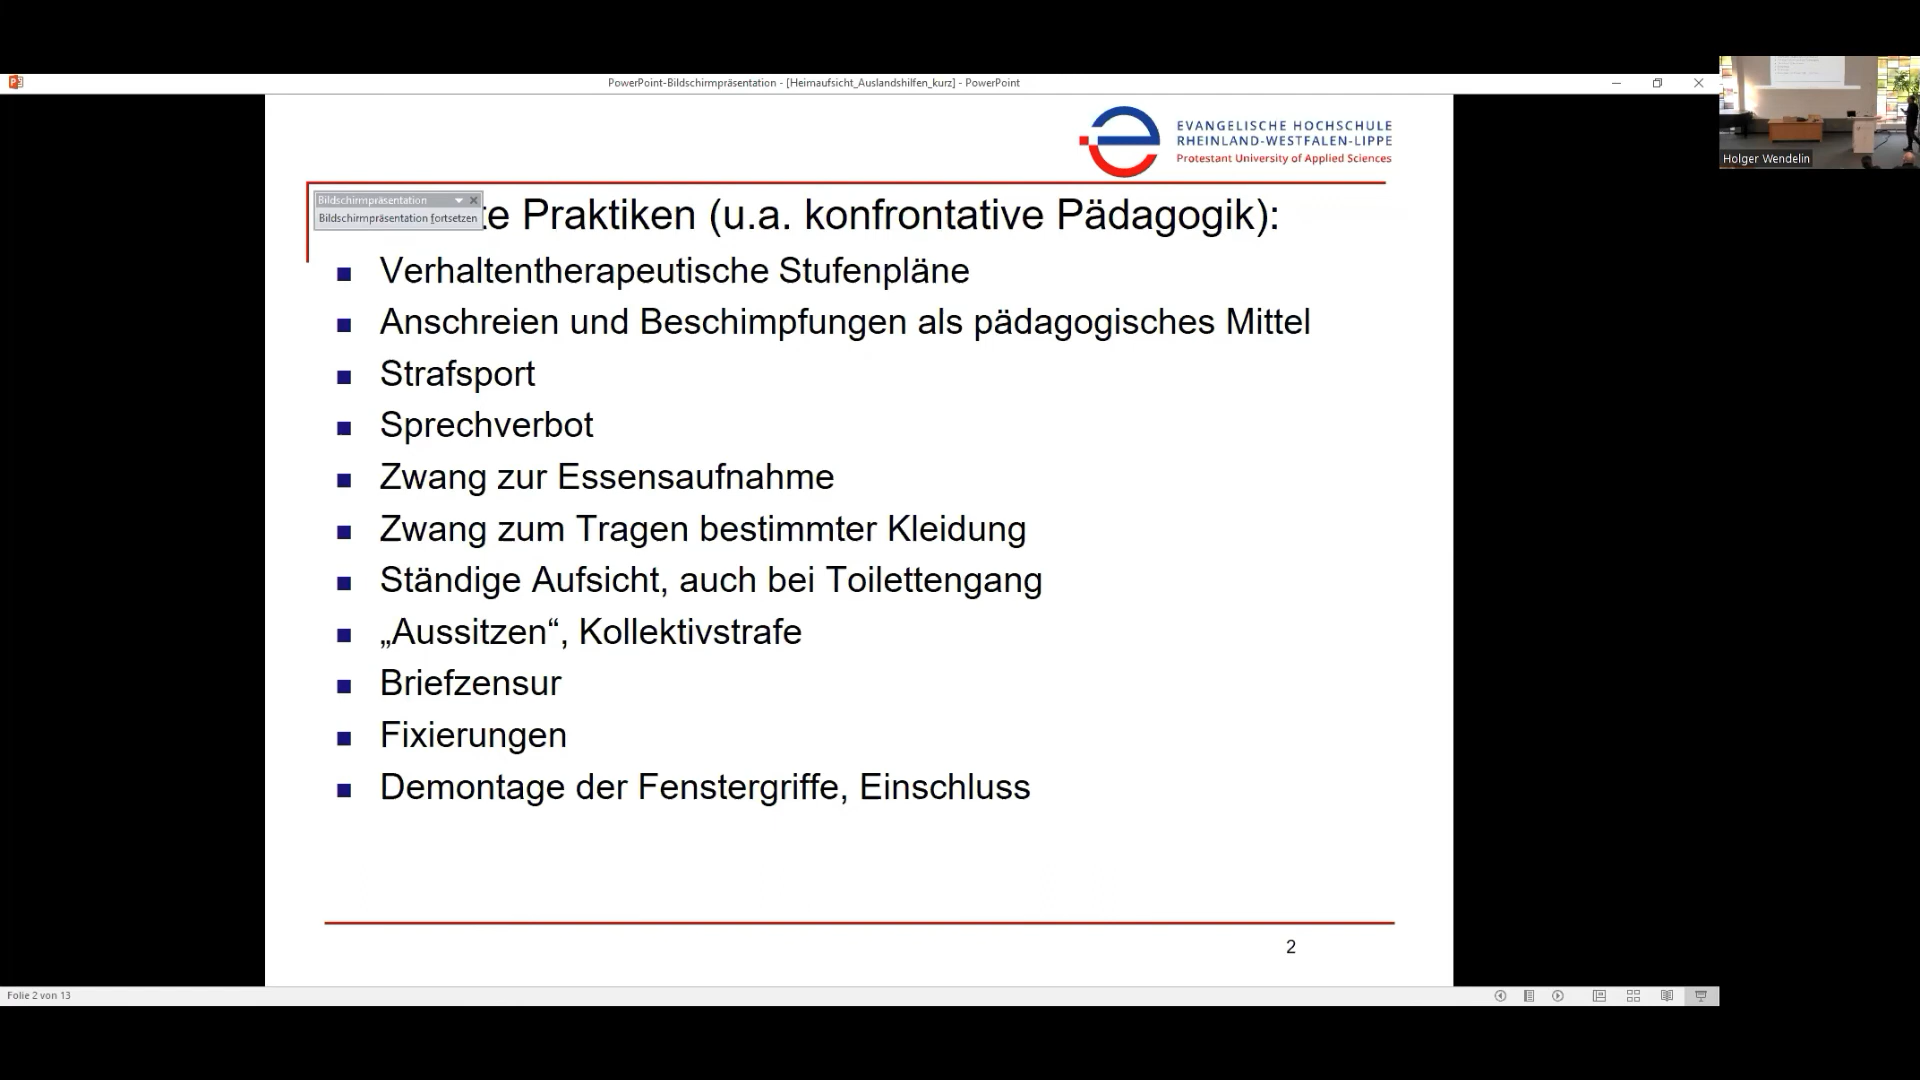 PowerPoint-Bildschirmpräsentation - [Heimaufsicht_Auslandshilfen_kurz] - PowerPoint
EVANGELISCHE HOCHSCHULE
RHEINLAND-WESTFALEN-LIPPE
Protestant University of Applied Sciences
Holger Wendelin
Bildschirmpräsentation
Bildschirmpräsentation fortsetzen
Praktiken (u.a. konfrontative Pädagogik):
Verhaltentherapeutische Stufenpläne
Anschreien und Beschimpfungen als pädagogisches Mittel
Strafsport
Sprechverbot
Zwang zur Essensaufnahme
Zwang zum Tragen bestimmter Kleidung
Ständige Aufsicht, auch bei Toilettengang
„Aussitzen“, Kollektivstrafe
Briefzensur
Fixierungen
Demontage der Fenstergriffe, Einschluss
2
Folie 2 von 13